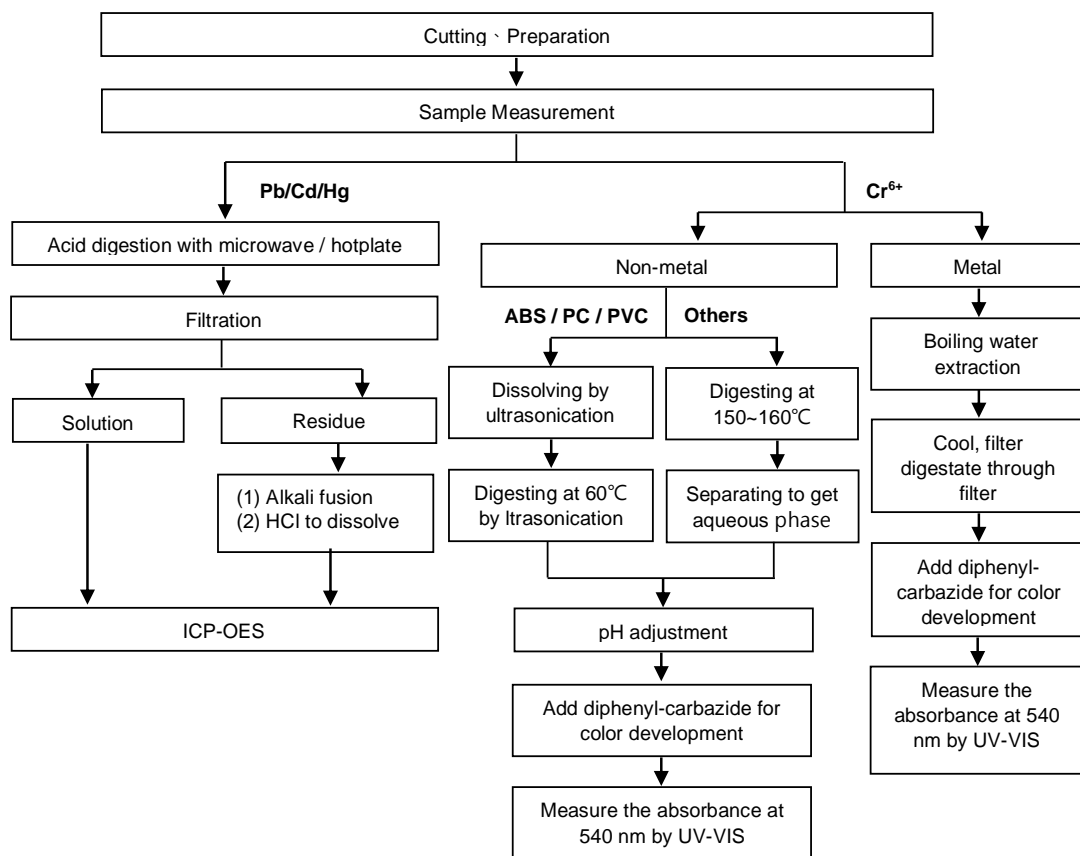 Cutting、Preparation
Sample Measurement
Pb/Cd/Hg
Cr⁶⁺
Acid digestion with microwave / hotplate
Filtration
Solution
Residue
(1) Alkali fusion
(2) HCl to dissolve
ICP-OES
Non-metal
ABS / PC / PVC
Others
Dissolving by
ultrasonication
Digesting at
150~160℃
Digesting at 60℃
by ltrasonication
Separating to get
aqueous phase
pH adjustment
Add diphenyl-carbazide for
color development
Measure the absorbance at
540 nm by UV-VIS
Metal
Boiling water
extraction
Cool, filter
digestate through
filter
Add diphenyl-
carbazide for color
development
Measure the
absorbance at 540
nm by UV-VIS